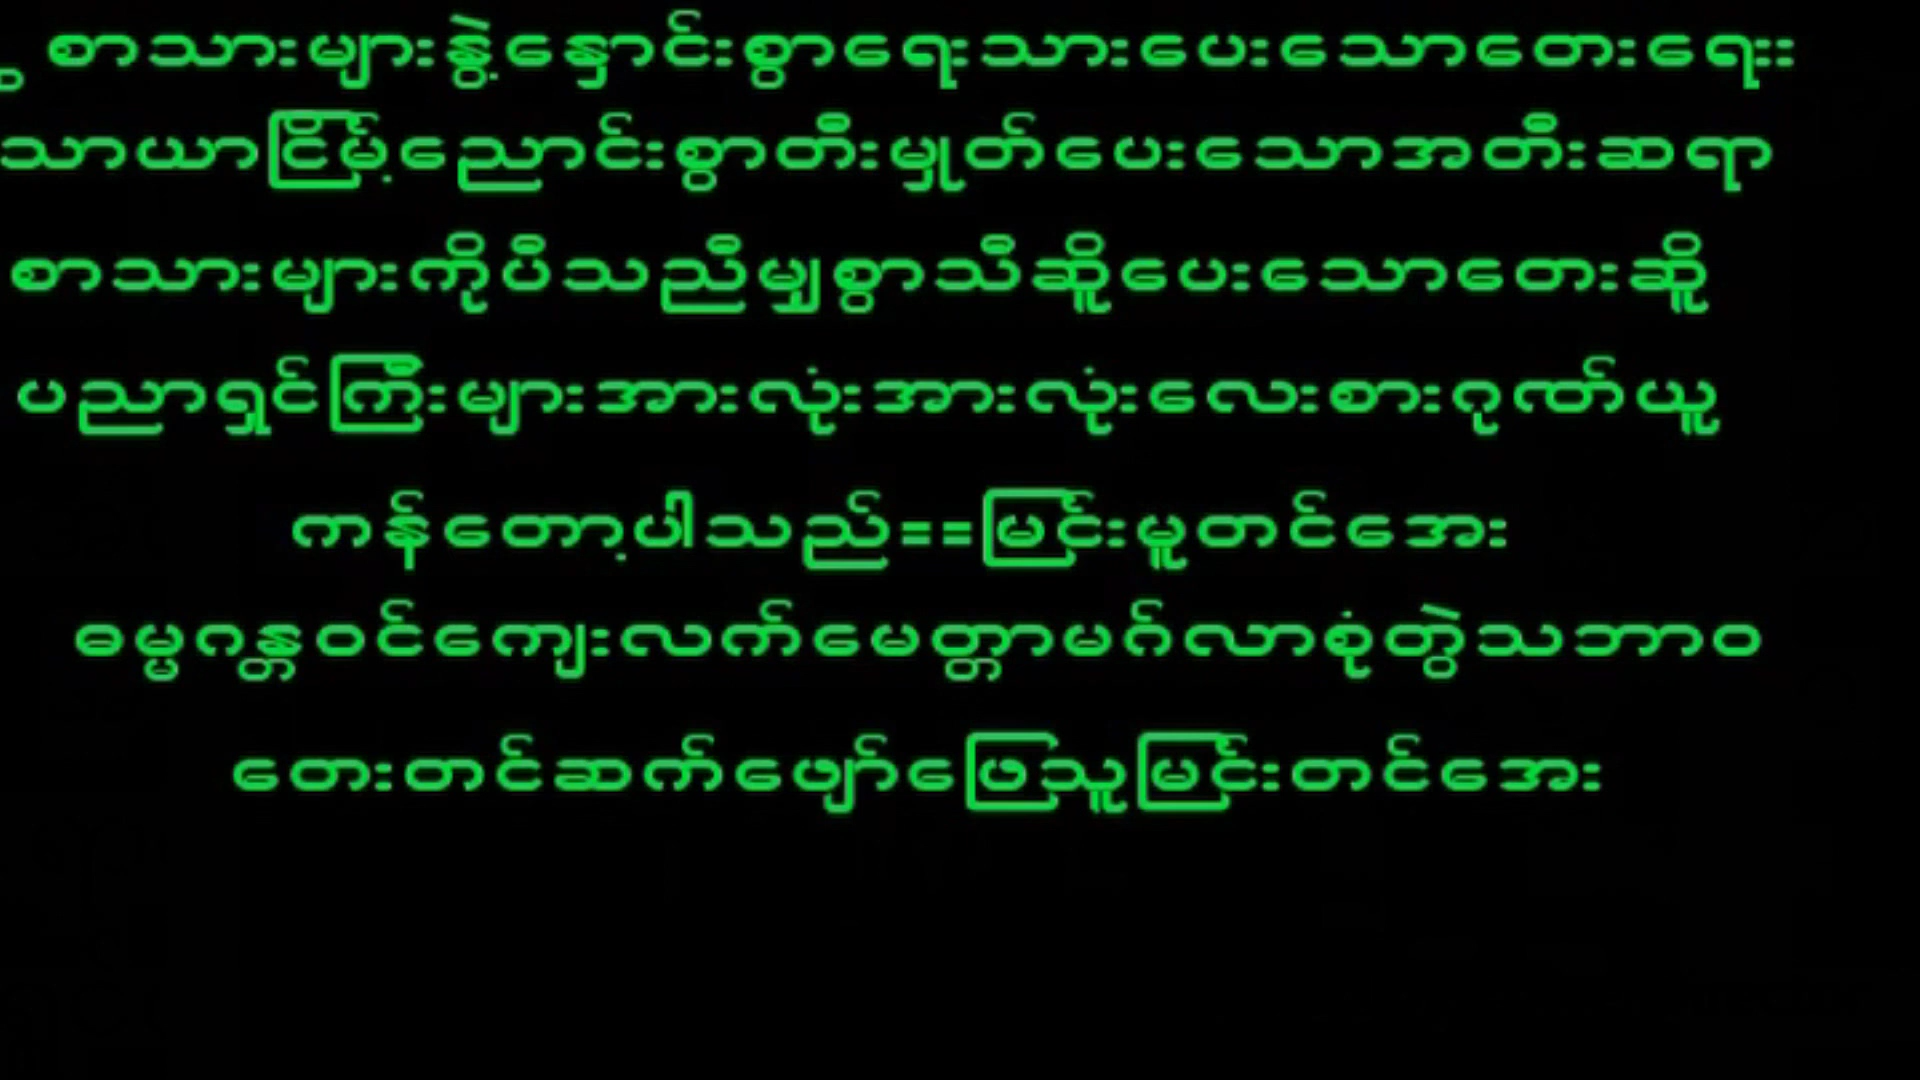 စာသားများနွဲ့နှောင်းစွာရေးသားပေးသောတေးရေးး
သာယာငြိမ့်ညောင်းစွာတီးမှုတ်ပေးသောအတီးဆရာ
စာသားများကိုပီသညီမျှစွာသီဆိူပေးသောတေးဆိူ
ပညာရှင်ကြီးများအားလုံးအားလုံးလေးစားဂုဏ်ယူ
ကန်တော့ပါသည်==မြင်းမူတင်အေး
ဓမ္မဂန္တဝင်ကျေးလက်မေတ္တာမင်္ဂလာစုံတွဲသဘာဝ
တေးတင်ဆက်ဖျော်ဖြေသူမြင်းတင်အေး